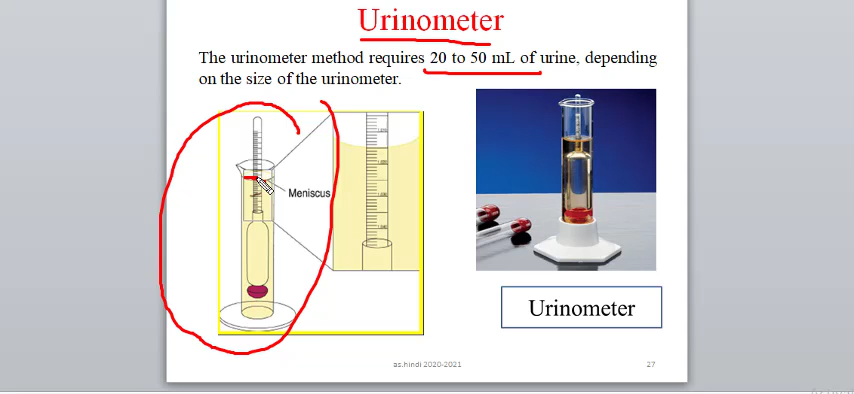 Urinometer
The urinometer method requires 20 to 50 mL of urine, depending
on the size of the urinometer.
Meniscus
Urinometer
as.hindi 2020-2021
27